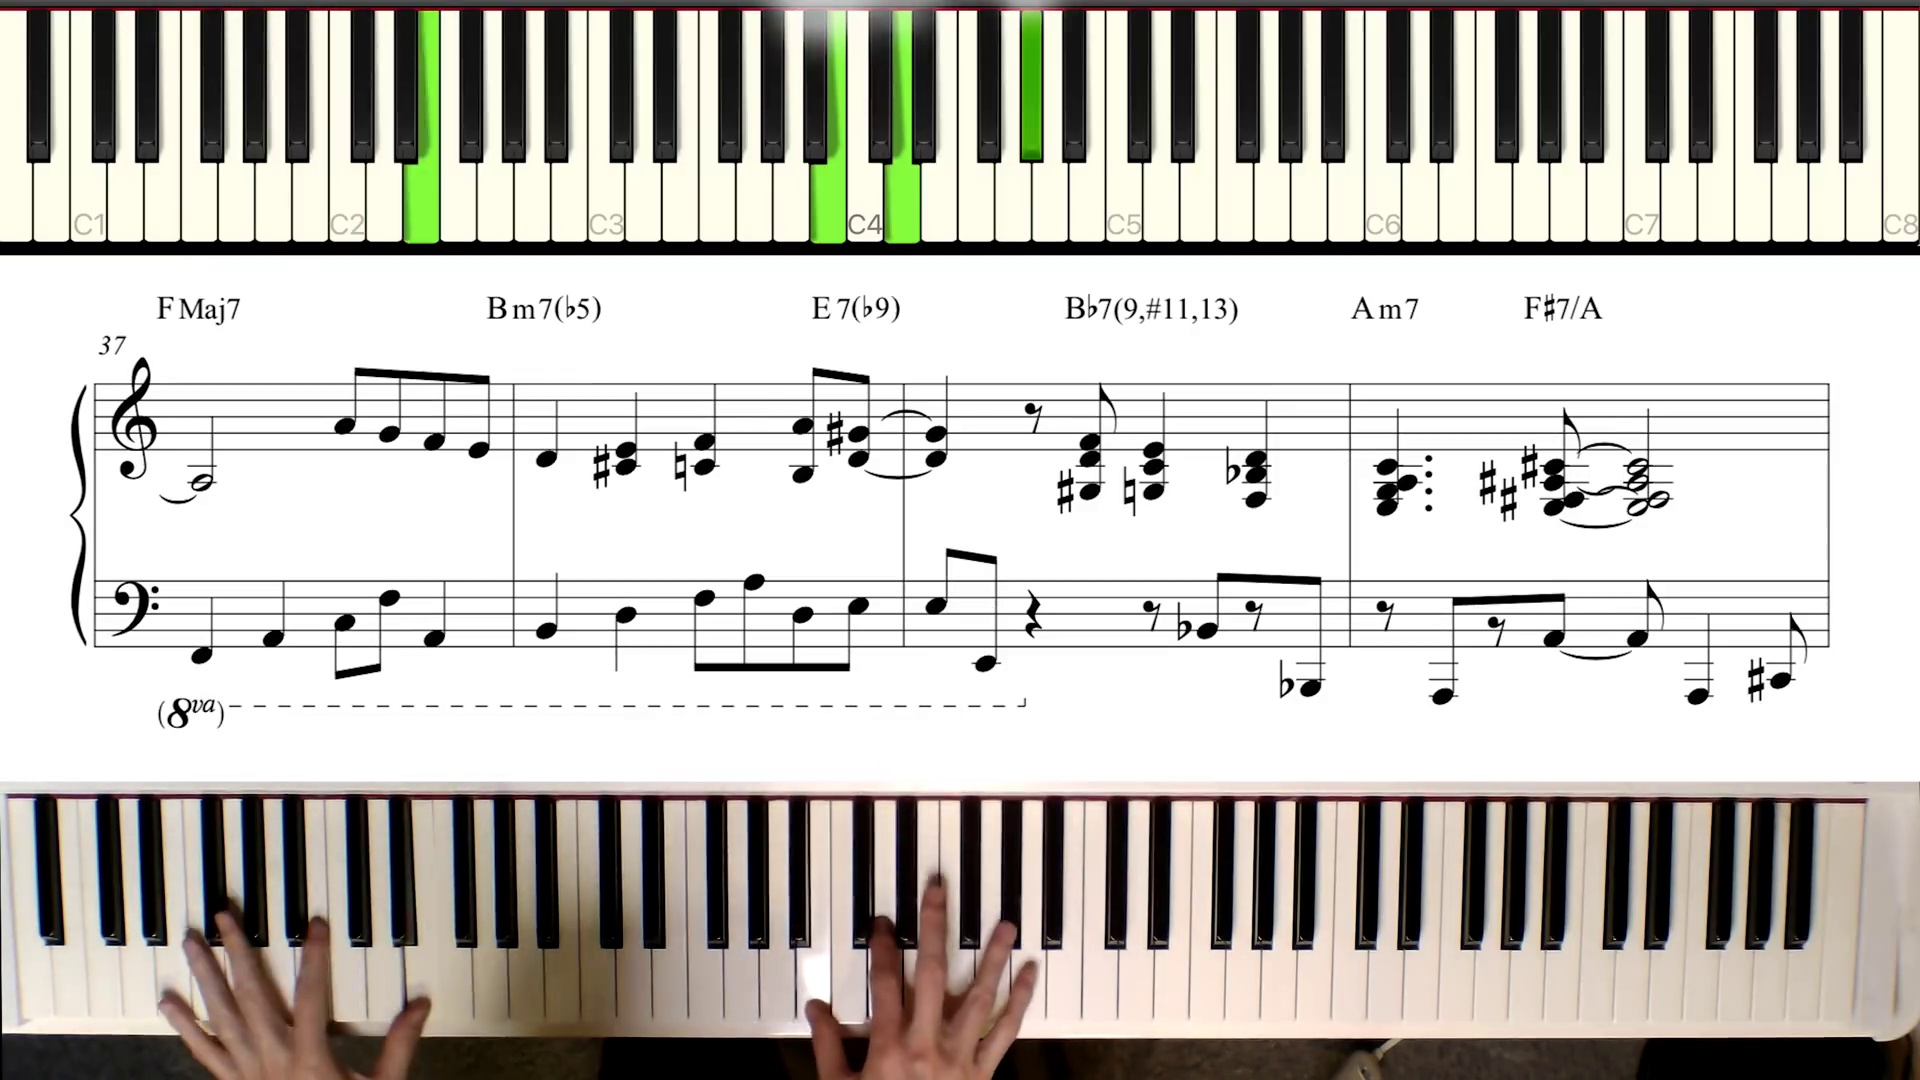 C1 C2 C3 C4 C5 C6 C7 C8
F Maj7 B m7(♭5) E 7(♭9) B♭7(9,#11,13) A m7 F♯7/A
37
(8va)